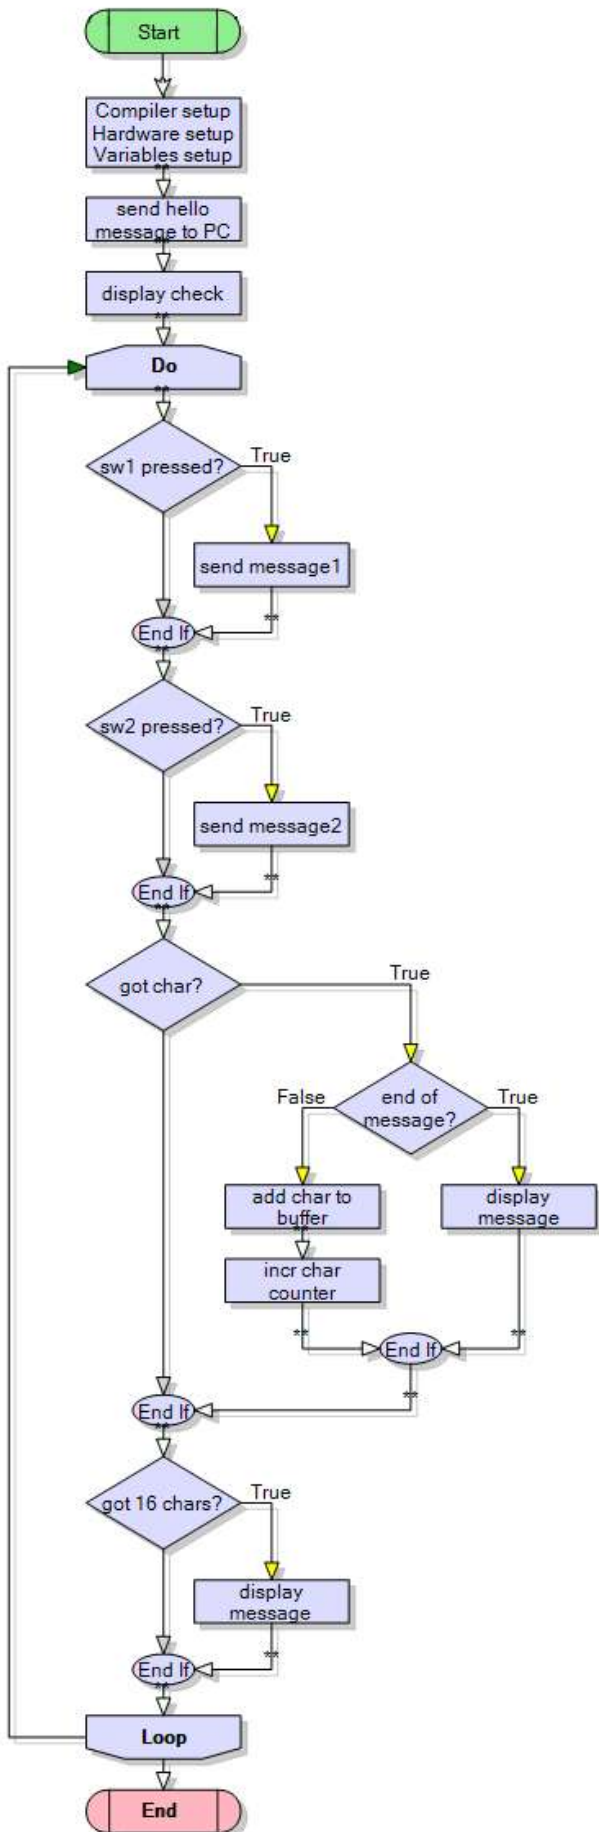 Start
Compiler setup
Hardware setup
Variables setup
send hello
message to PC
display check
Do
sw1 pressed?
True
send message1
End If
sw2 pressed?
True
send message2
End If
got char?
True
end of
message?
False
True
add char to
buffer
display
message
incr char
counter
End If
End If
got 16 chars?
True
display
message
End If
Loop
End